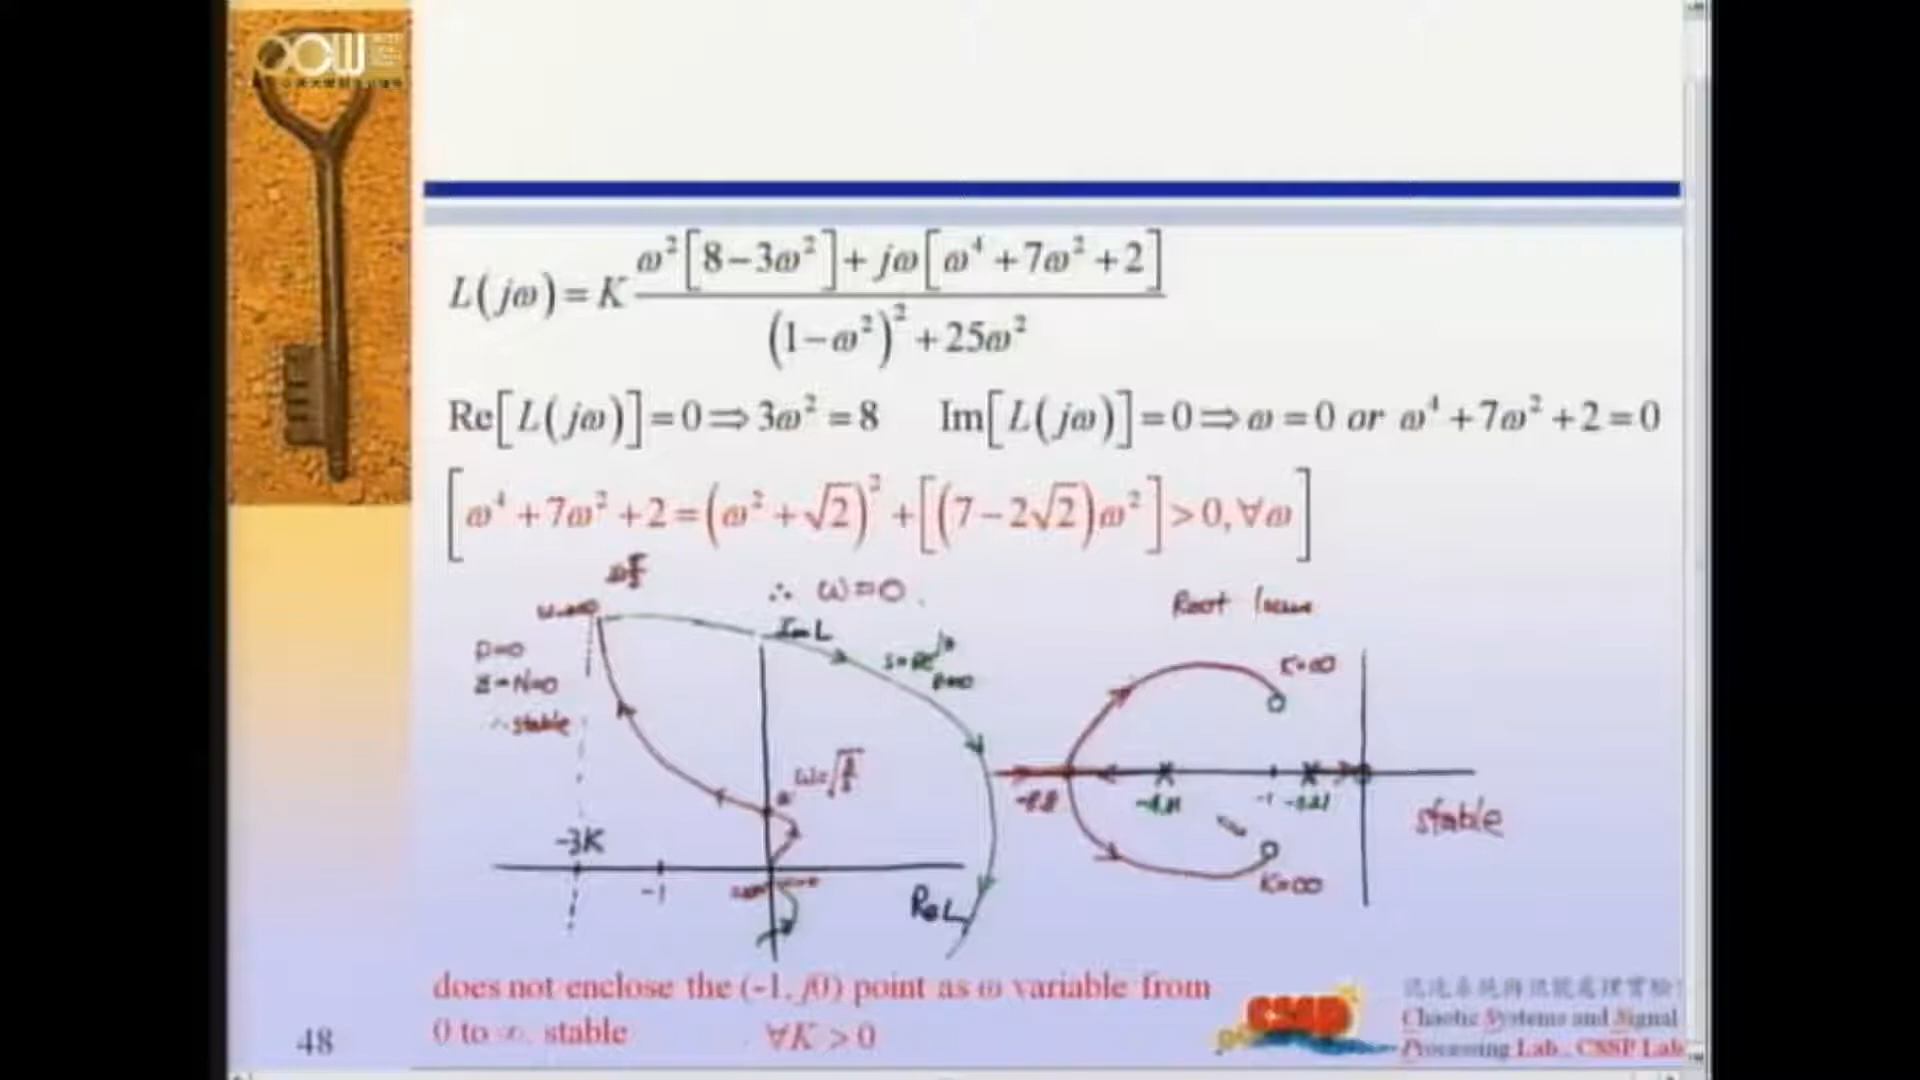 OCW
L(jω) = K (ω²[8−3ω²] + jω[ω⁴+7ω²+2]) / ((1−ω²)² + 25ω²)
Re[L(jω)] = 0 ⇒ 3ω² = 8   Im[L(jω)] = 0 ⇒ ω = 0 or ω⁴ + 7ω² + 2 = 0
[ω⁴ + 7ω² + 2 = (ω² + √2)² + [(7 − 2√2)ω²] > 0, ∀ω]
∴ ω=0.
Root locus
Im L
P=0
Z=N=0
∴ stable
K=∞
-3K
-1
Re L
-1
stable
K=∞
does not enclose the (-1, j0) point as ω variable from
0 to ∞. stable   ∀K > 0
48
Chaotic Systems and Signal
Processing Lab., CSSP Lab